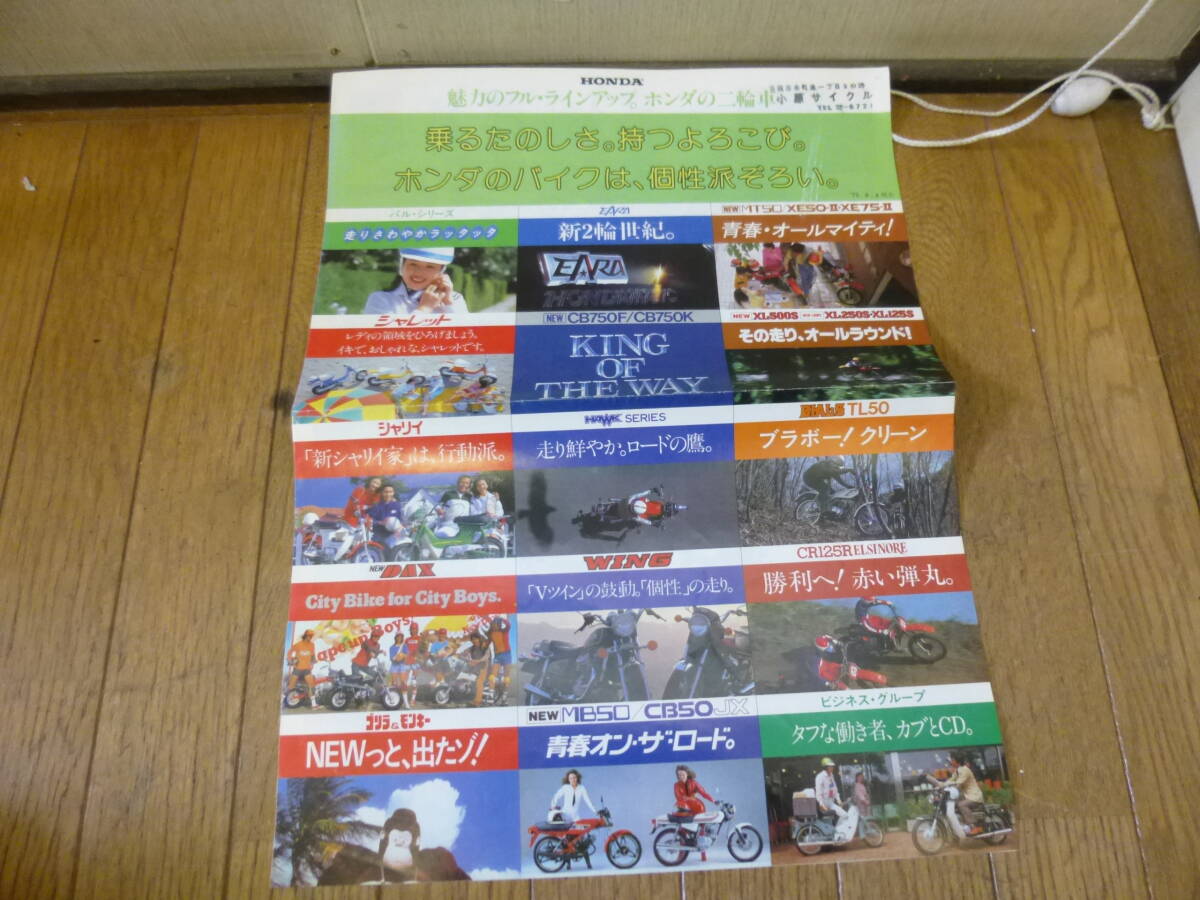 HONDA
魅力のフル・ラインアップ。ホンダの二輪車
小原サイクル
乗るたのしさ。持つよろこび。
ホンダのバイクは、個性派ぞろい。
パル・シリーズ
走りさわやかラッタッタ
EARA
新2輪世紀。
EARA
NEW MT50/XE50-II・XE75-II
青春・オールマイティ!
シャレット
レディの領域をひろげましょう。
イキで、おしゃれな、シャレットです。
NEW CB750F/CB750K
KING
OF
THE WAY
NEW XL500S XL250S・XL125S
その走り、オールラウンド!
シャリイ
「新シャリイ家」は、行動派。
HAWK SERIES
走り鮮やか。ロードの鷹。
BIALS TL50
ブラボー! クリーン
NEW DAX
City Bike for City Boys.
WING
「V・ツイン」の鼓動。「個性」の走り。
CR125R ELSINORE
勝利へ! 赤い弾丸。
ゴリラ&モンキー
NEWっと、出たゾ!
NEW MB50/CB50JX
青春オン・ザ・ロード。
ビジネス・グループ
タフな働き者、カブとCD。